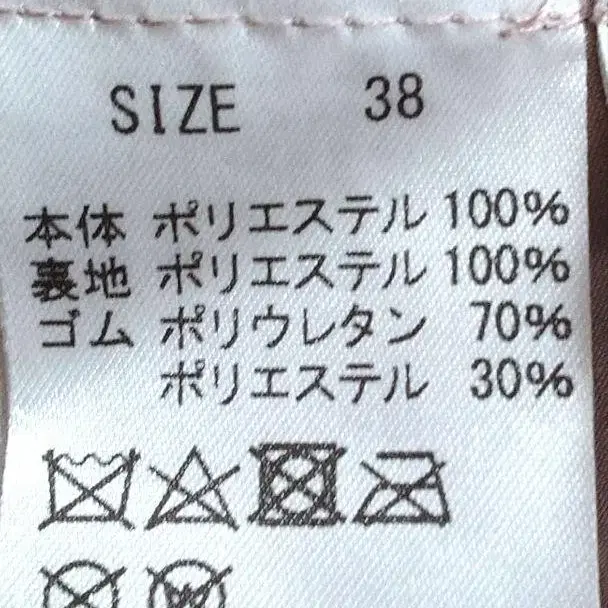 SIZE 38
本体 ポリエステル 100%
裏地 ポリエステル 100%
ゴム ポリウレタン 70%
ポリエステル 30%